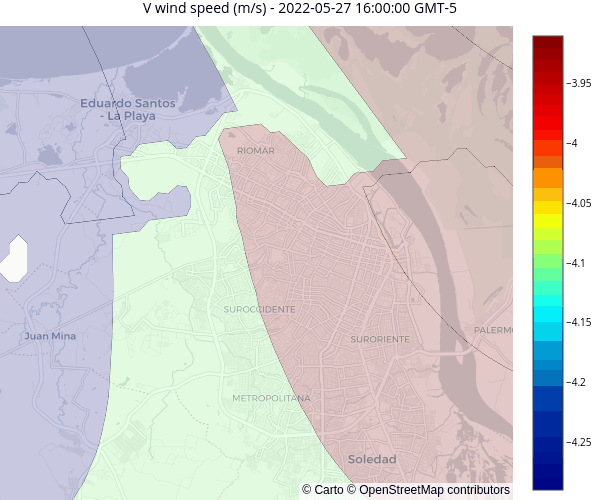 V wind speed (m/s) - 2022-05-27 16:00:00 GMT-5
Eduardo Santos
- La Playa
RIOMAR
SUROCCIDENTE
Juan Mina
SURORIENTE
PALERMO
METROPOLITANA
Soledad
© Carto © OpenStreetMap contributors
−3.95
−4
−4.05
−4.1
−4.15
−4.2
−4.25